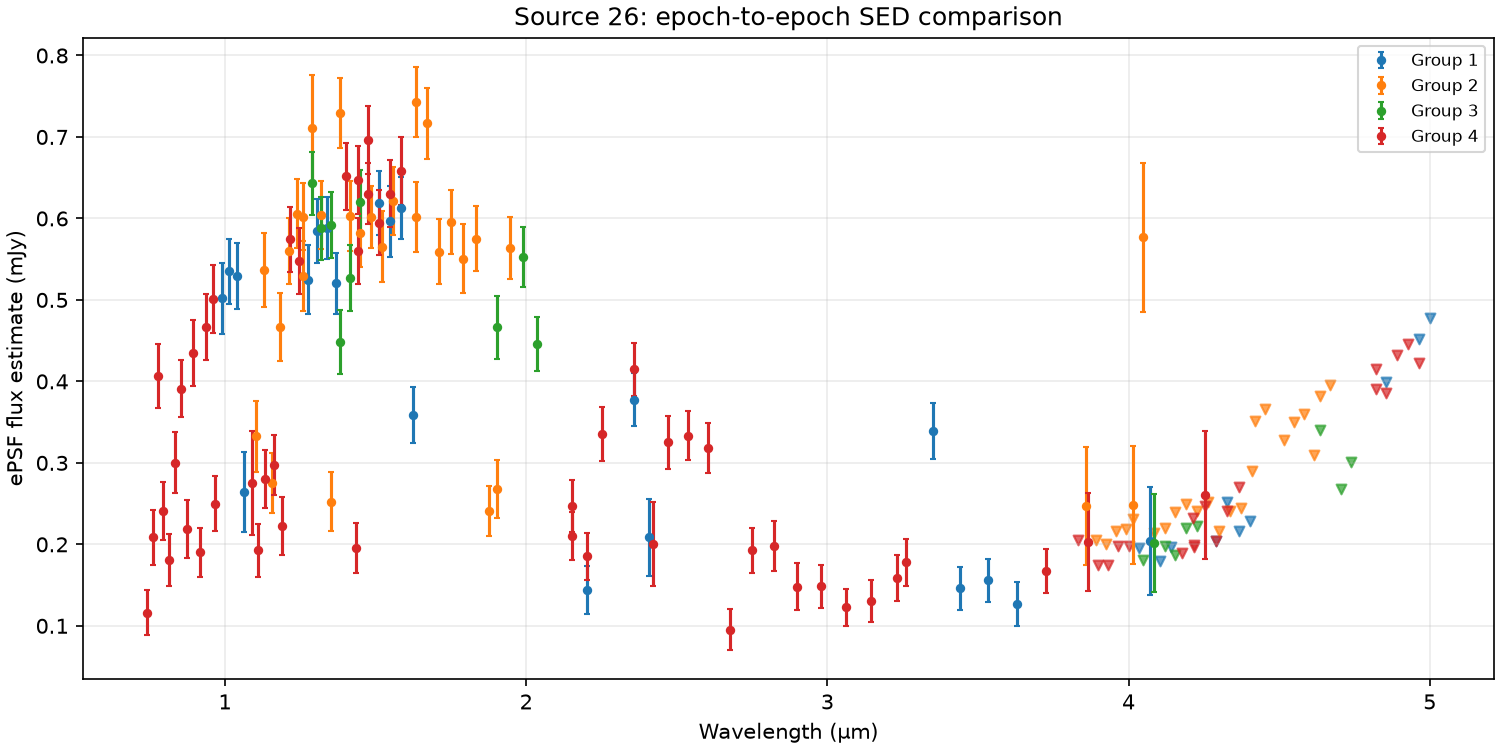 Source 26: epoch-to-epoch SED comparison
ePSF flux estimate (mJy)
0.8
0.7
0.6
0.5
0.4
0.3
0.2
0.1
Group 1
Group 2
Group 3
Group 4
1
2
3
4
5
Wavelength (μm)